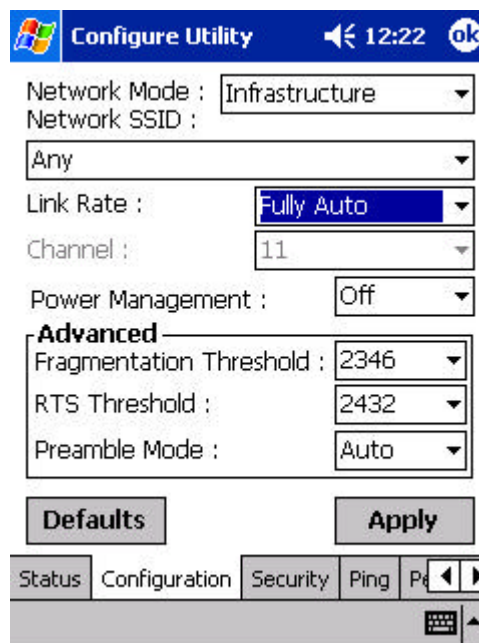 Configure Utility 12:22 ok
Network Mode : Infrastructure
Network SSID :
Any
Link Rate : Fully Auto
Channel : 11
Power Management : Off
Advanced
Fragmentation Threshold : 2346
RTS Threshold : 2432
Preamble Mode : Auto
Defaults Apply
Status Configuration Security Ping